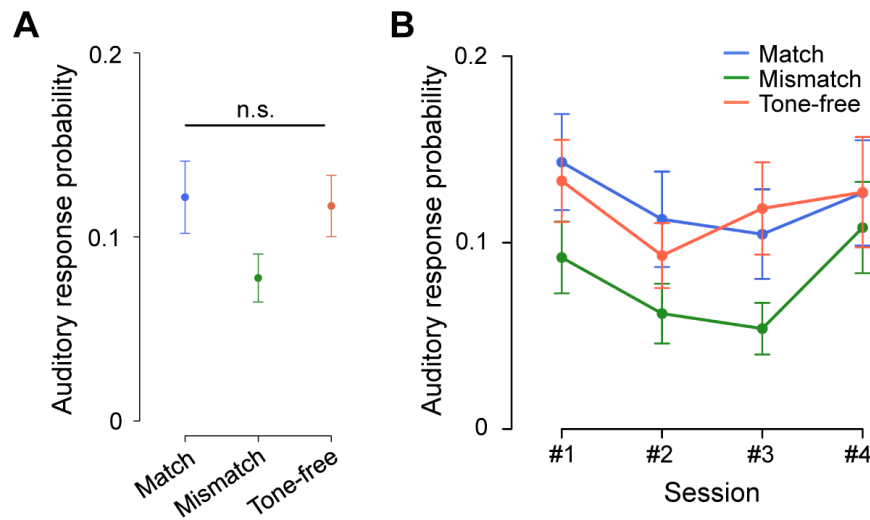 A
Auditory response probability
0.2
0.1
0
n.s.
Match
Mismatch
Tone-free
B
Auditory response probability
0.2
0.1
0
Match
Mismatch
Tone-free
#1 #2 #3 #4
Session